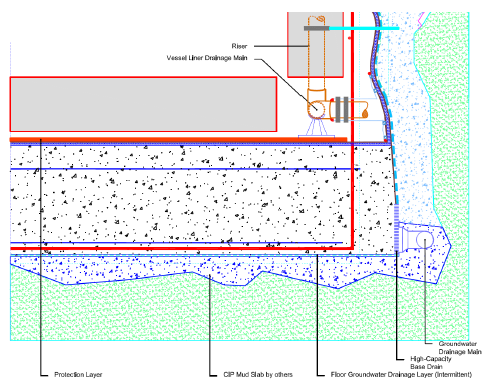 Riser
Vessel Liner Drainage Main
Groundwater
Drainage Main
High-Capacity
Base Drain
Protection Layer
CIP Mud Slab by others
Floor Groundwater Drainage Layer (Intermittent)